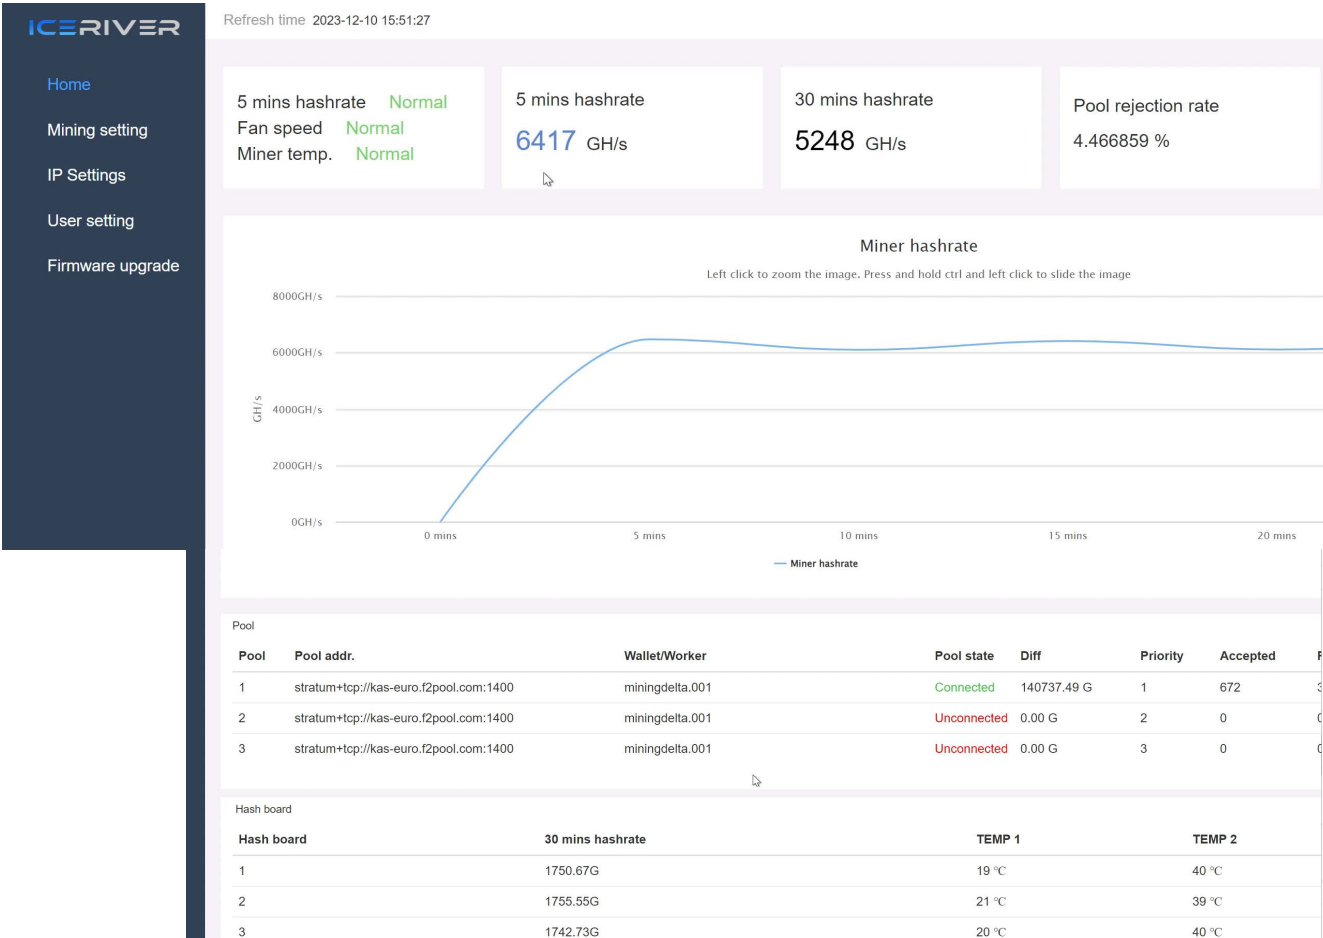 ICERIVER
Refresh time 2023-12-10 15:51:27
Home
Mining setting
IP Settings
User setting
Firmware upgrade
5 mins hashrate Normal
Fan speed Normal
Miner temp. Normal
5 mins hashrate
6417 GH/s
30 mins hashrate
5248 GH/s
Pool rejection rate
4.466859 %
Miner hashrate
Left click to zoom the image. Press and hold ctrl and left click to slide the image
GH/s
8000GH/s
6000GH/s
4000GH/s
2000GH/s
0GH/s
0 mins 5 mins 10 mins 15 mins 20 mins
Miner hashrate
Pool
Pool Pool addr. Wallet/Worker Pool state Diff Priority Accepted
1 stratum+tcp://kas-euro.f2pool.com:1400 miningdelta.001 Connected 140737.49 G 1 672
2 stratum+tcp://kas-euro.f2pool.com:1400 miningdelta.001 Unconnected 0.00 G 2 0
3 stratum+tcp://kas-euro.f2pool.com:1400 miningdelta.001 Unconnected 0.00 G 3 0
Hash board
Hash board 30 mins hashrate TEMP 1 TEMP 2
1 1750.67G 19 °C 40 °C
2 1755.55G 21 °C 39 °C
3 1742.73G 20 °C 40 °C